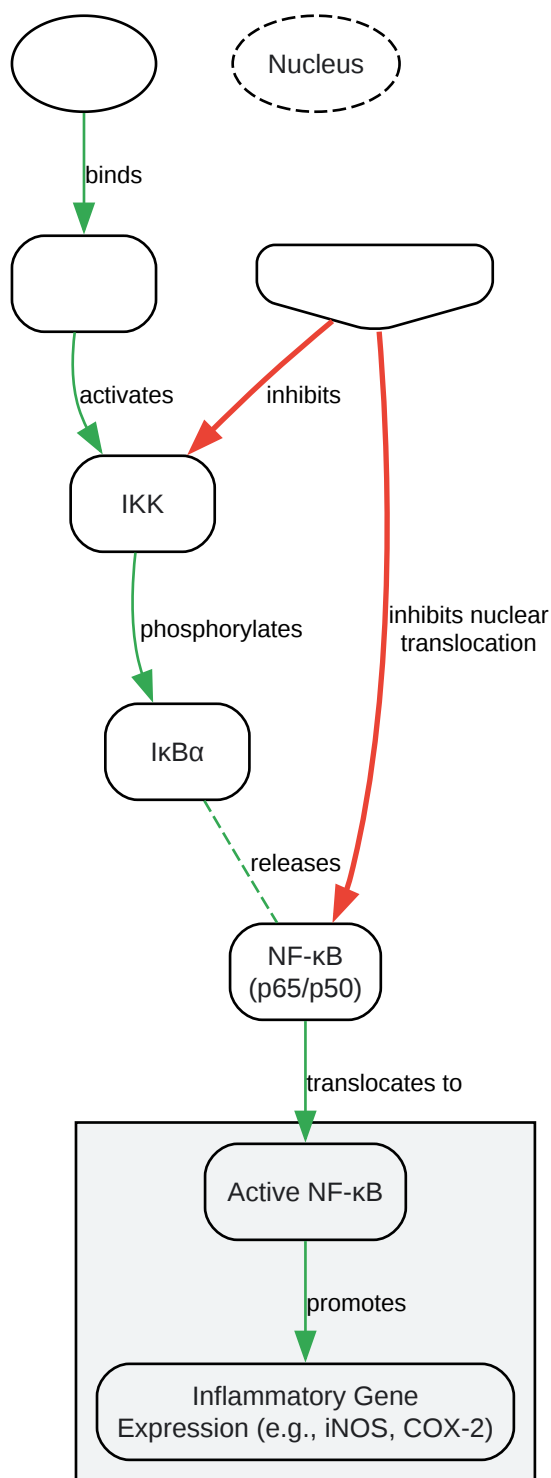 Nucleus
binds
activates
inhibits
IKK
inhibits nuclear
translocation
phosphorylates
IκBα
releases
NF-κB
(p65/p50)
translocates to
Active NF-κB
promotes
Inflammatory Gene
Expression (e.g., iNOS, COX-2)